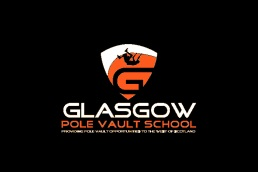 G
GLASGOW
POLE VAULT SCHOOL
PROVIDING POLE VAULT OPPORTUNITIES TO THE WEST OF SCOTLAND